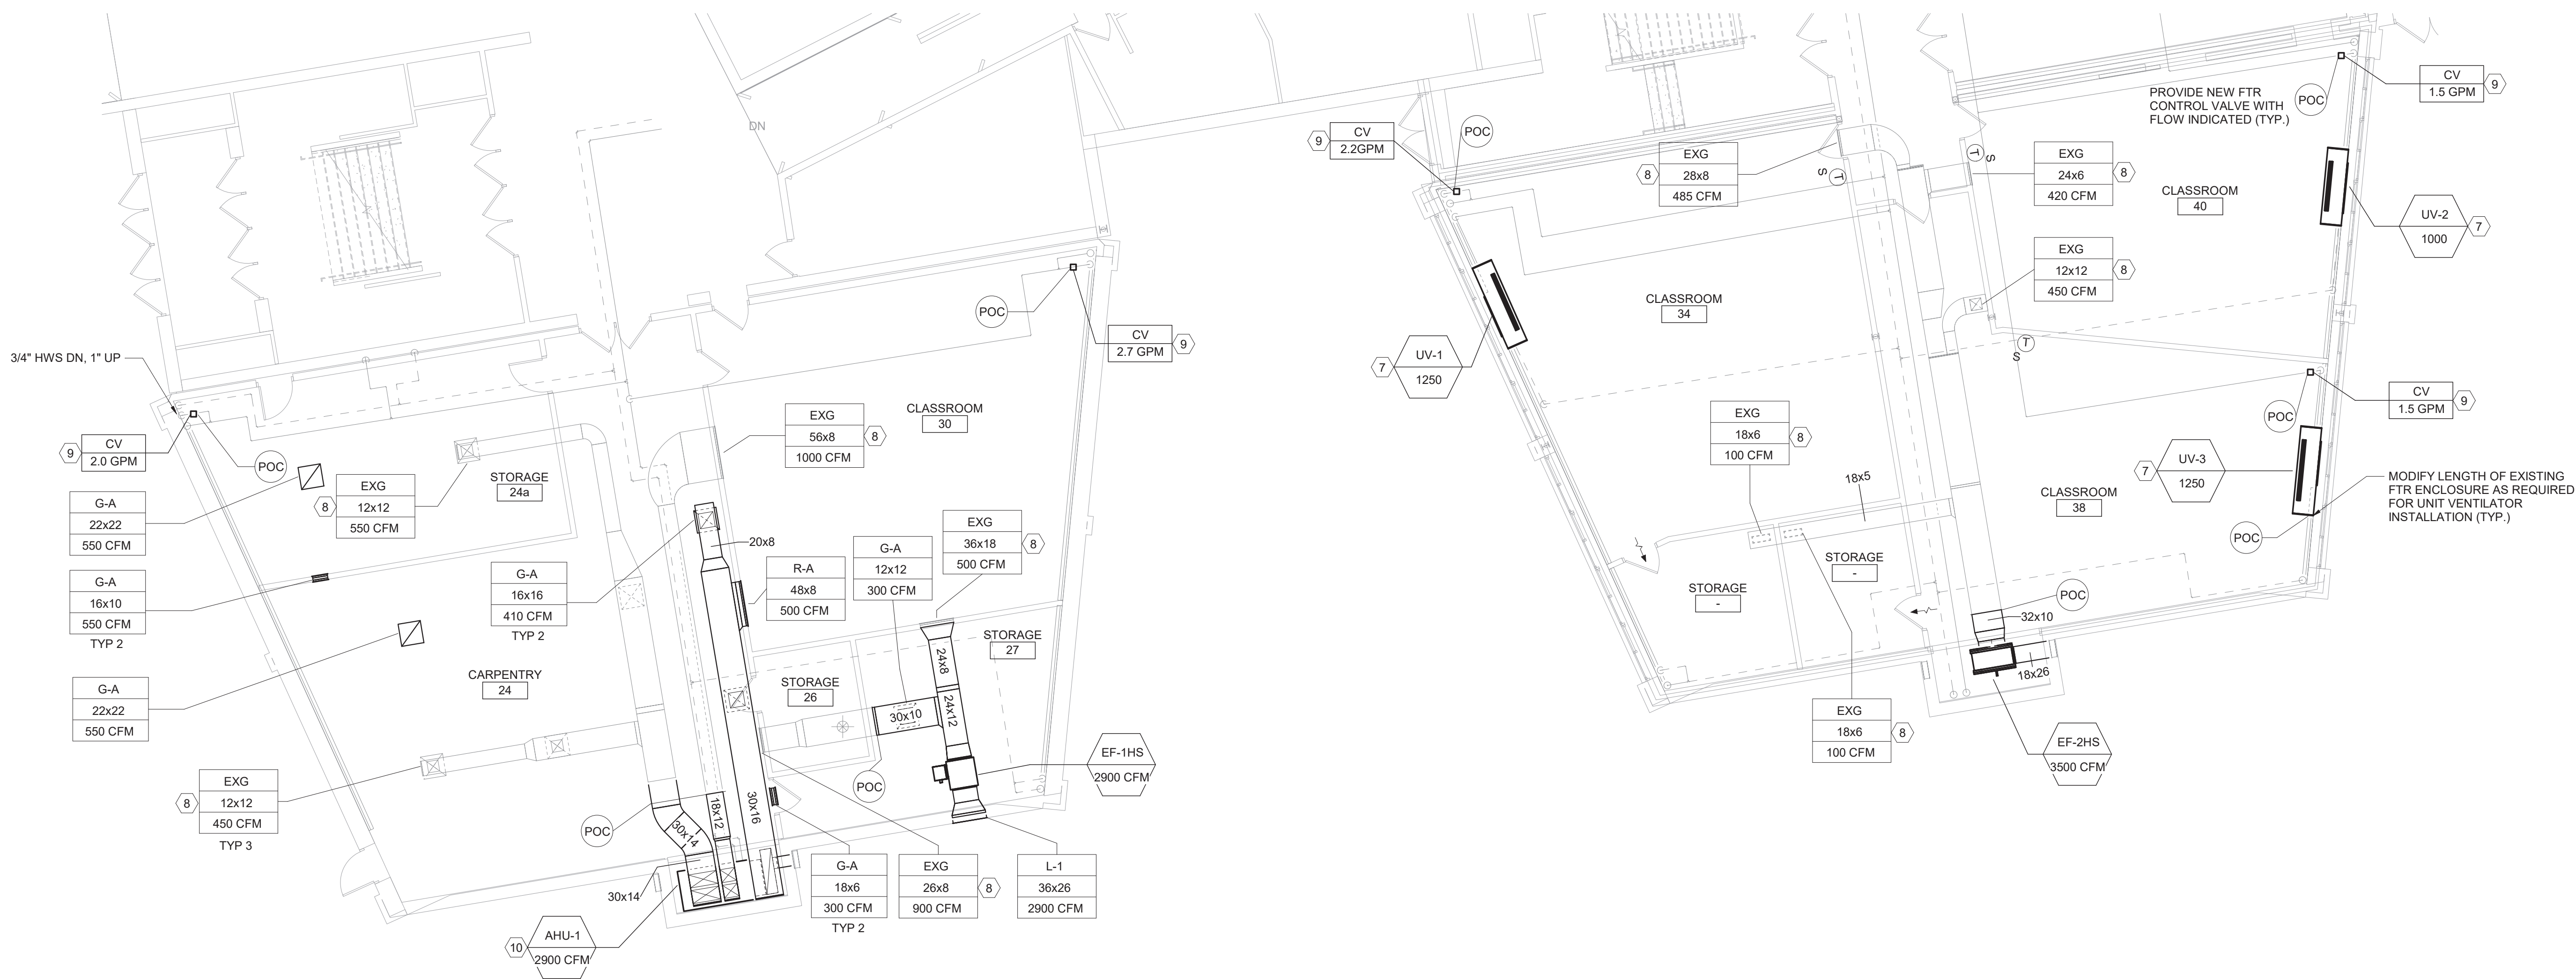 DN
3/4" HWS DN, 1" UP
9
CV
2.0 GPM
POC
G-A
22x22
550 CFM
G-A
16x10
550 CFM
TYP 2
G-A
22x22
550 CFM
8
EXG
12x12
550 CFM
STORAGE
24a
CARPENTRY
24
8
EXG
12x12
450 CFM
TYP 3
G-A
16x16
410 CFM
TYP 2
20x8
R-A
48x8
500 CFM
EXG
56x8
1000 CFM
8
CLASSROOM
30
POC
CV
2.7 GPM
9
G-A
12x12
300 CFM
EXG
36x18
500 CFM
8
STORAGE
27
STORAGE
26
24x8
24x12
30x10
POC
EF-1HS
2900 CFM
POC
30x14
18x12
30x16
30x14
10
AHU-1
2900 CFM
G-A
18x6
300 CFM
TYP 2
EXG
26x8
900 CFM
8
L-1
36x26
2900 CFM
9
CV
2.2GPM
POC
8
EXG
28x8
485 CFM
S
T
T
S
EXG
24x6
420 CFM
8
PROVIDE NEW FTR
CONTROL VALVE WITH
FLOW INDICATED (TYP.)
POC
CV
1.5 GPM
9
CLASSROOM
40
UV-2
1000
7
EXG
12x12
450 CFM
8
CLASSROOM
34
7
UV-1
1250
T
S
CV
1.5 GPM
9
POC
EXG
18x6
100 CFM
8
18x5
7
UV-3
1250
MODIFY LENGTH OF EXISTING
FTR ENCLOSURE AS REQUIRED
FOR UNIT VENTILATOR
INSTALLATION (TYP.)
CLASSROOM
38
POC
STORAGE
-
STORAGE
-
POC
32x10
18x26
EXG
18x6
100 CFM
8
EF-2HS
3500 CFM